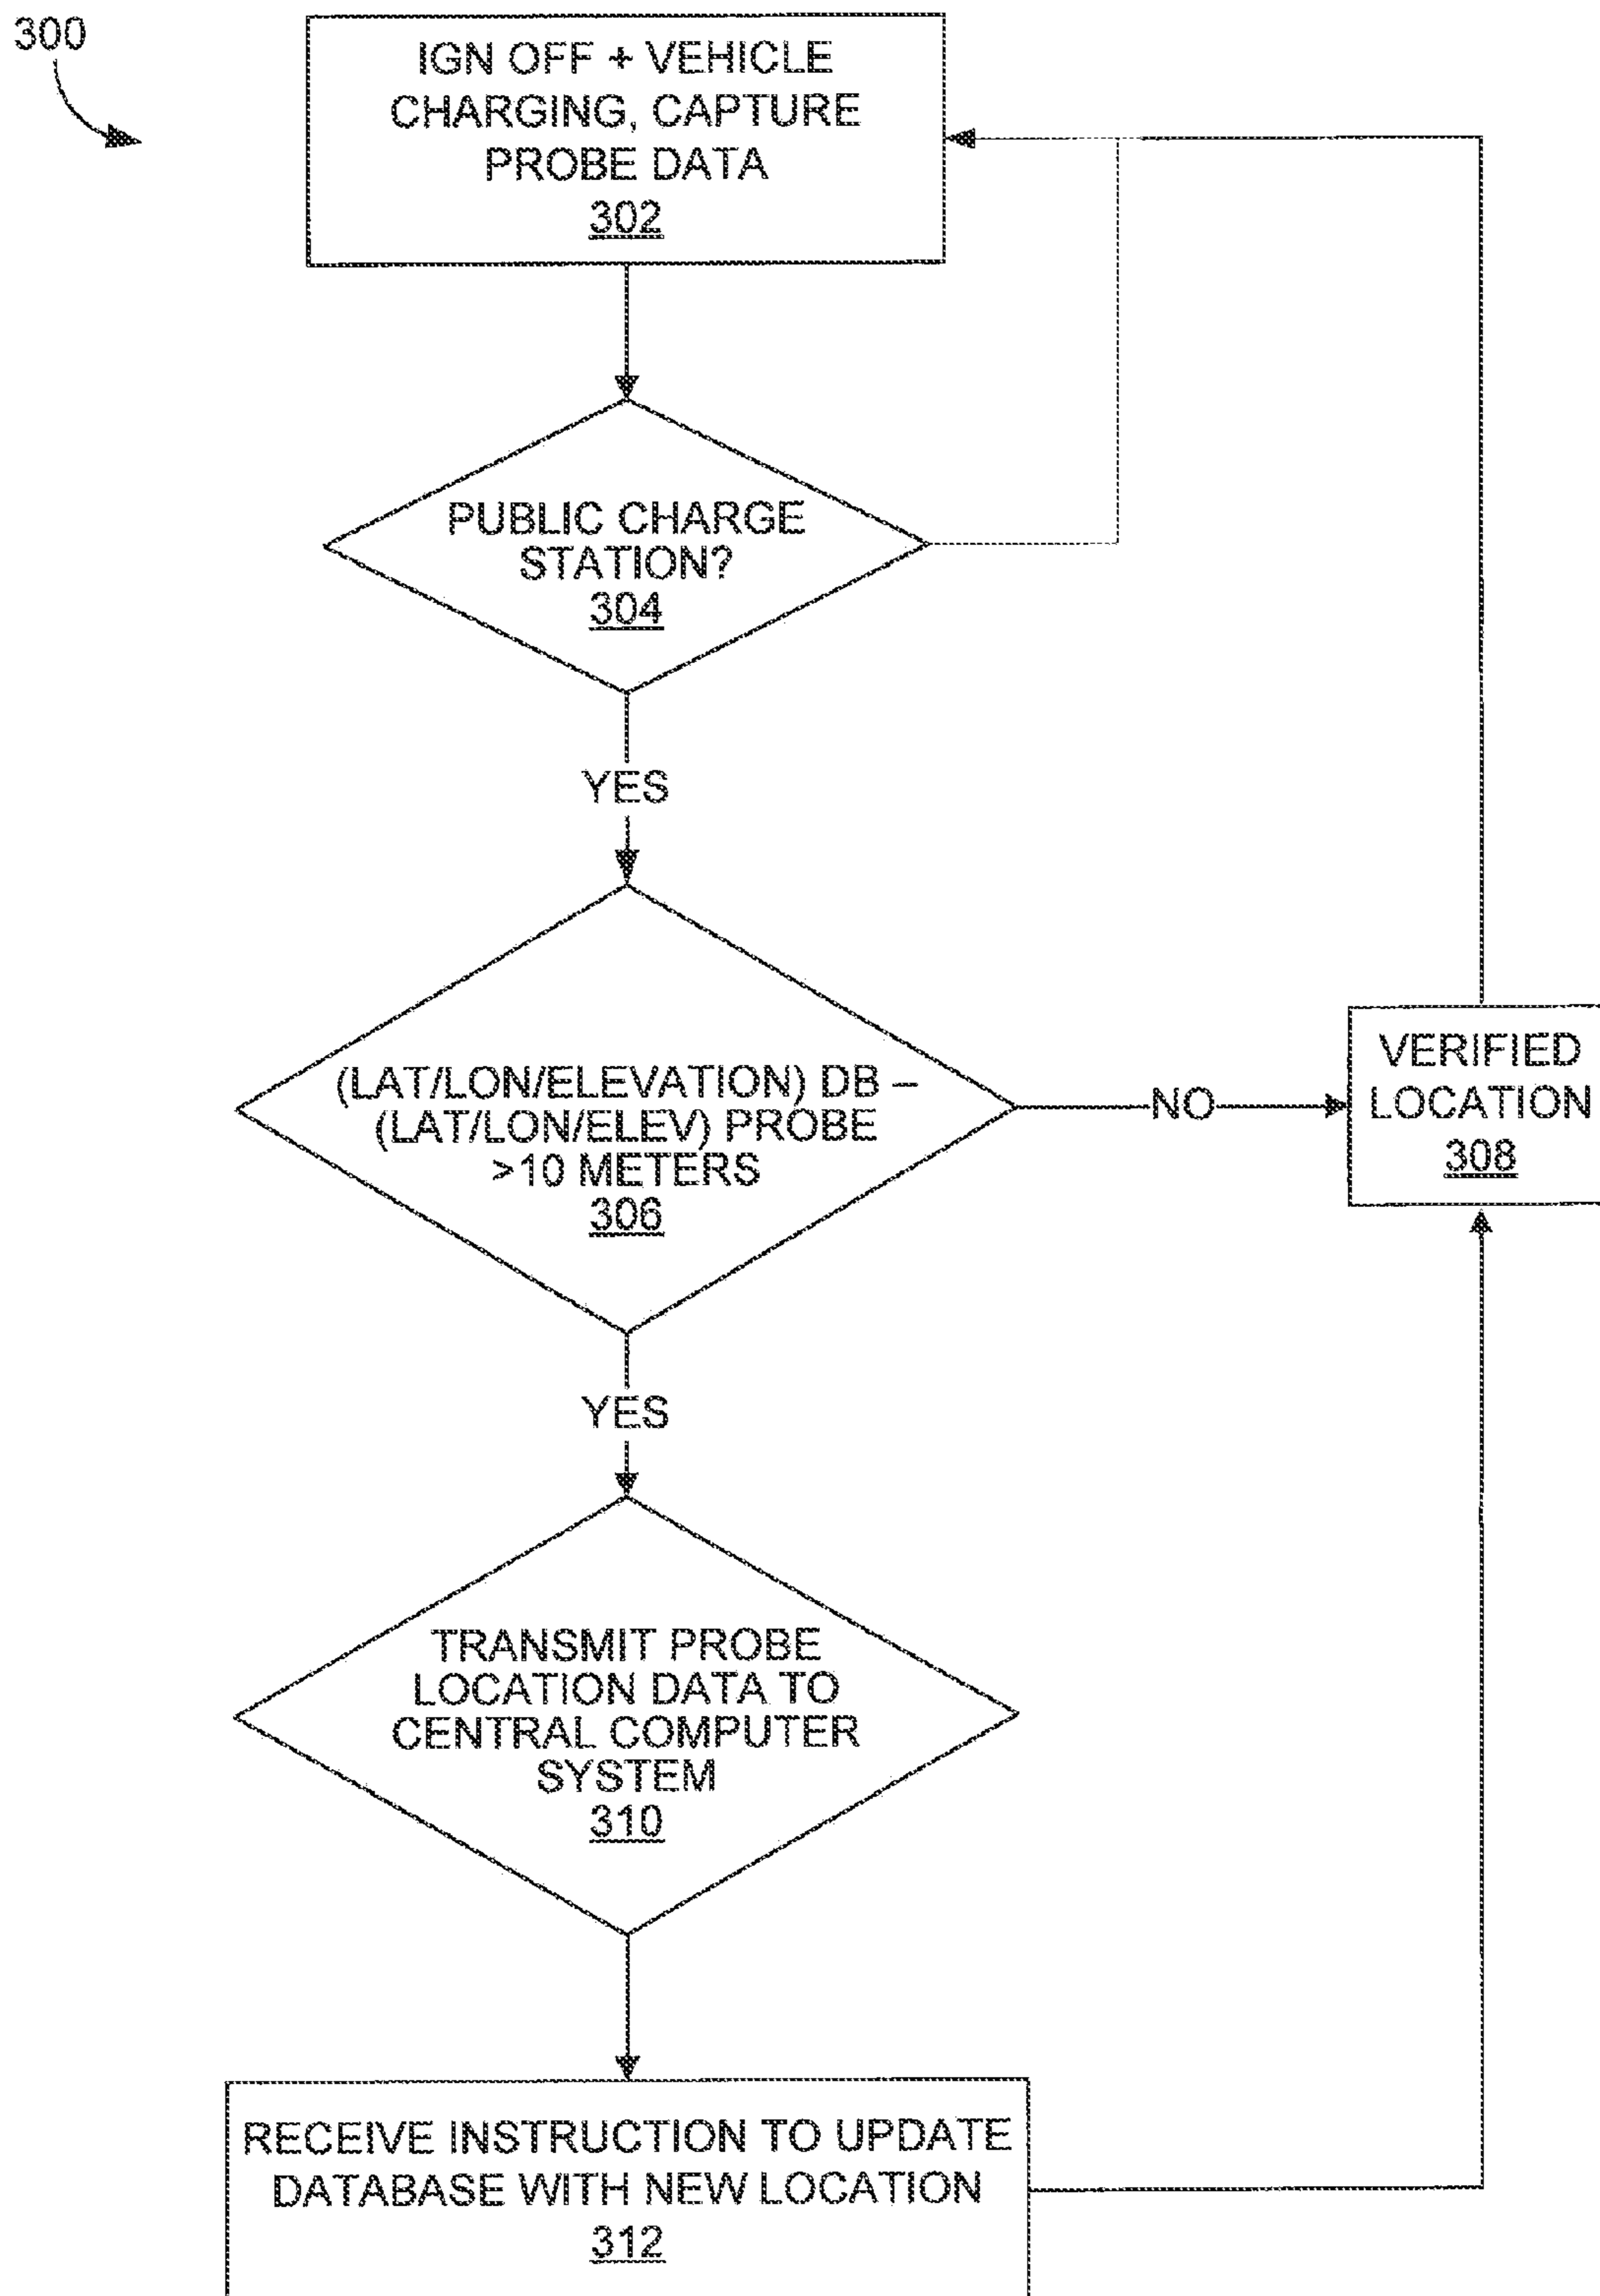 300
IGN OFF + VEHICLE
CHARGING, CAPTURE
PROBE DATA
302
PUBLIC CHARGE
STATION?
304
YES
(LAT/LON/ELEVATION) DB –
(LAT/LON/ELEV) PROBE
>10 METERS
306
NO
VERIFIED
LOCATION
308
YES
TRANSMIT PROBE
LOCATION DATA TO
CENTRAL COMPUTER
SYSTEM
310
RECEIVE INSTRUCTION TO UPDATE
DATABASE WITH NEW LOCATION
312